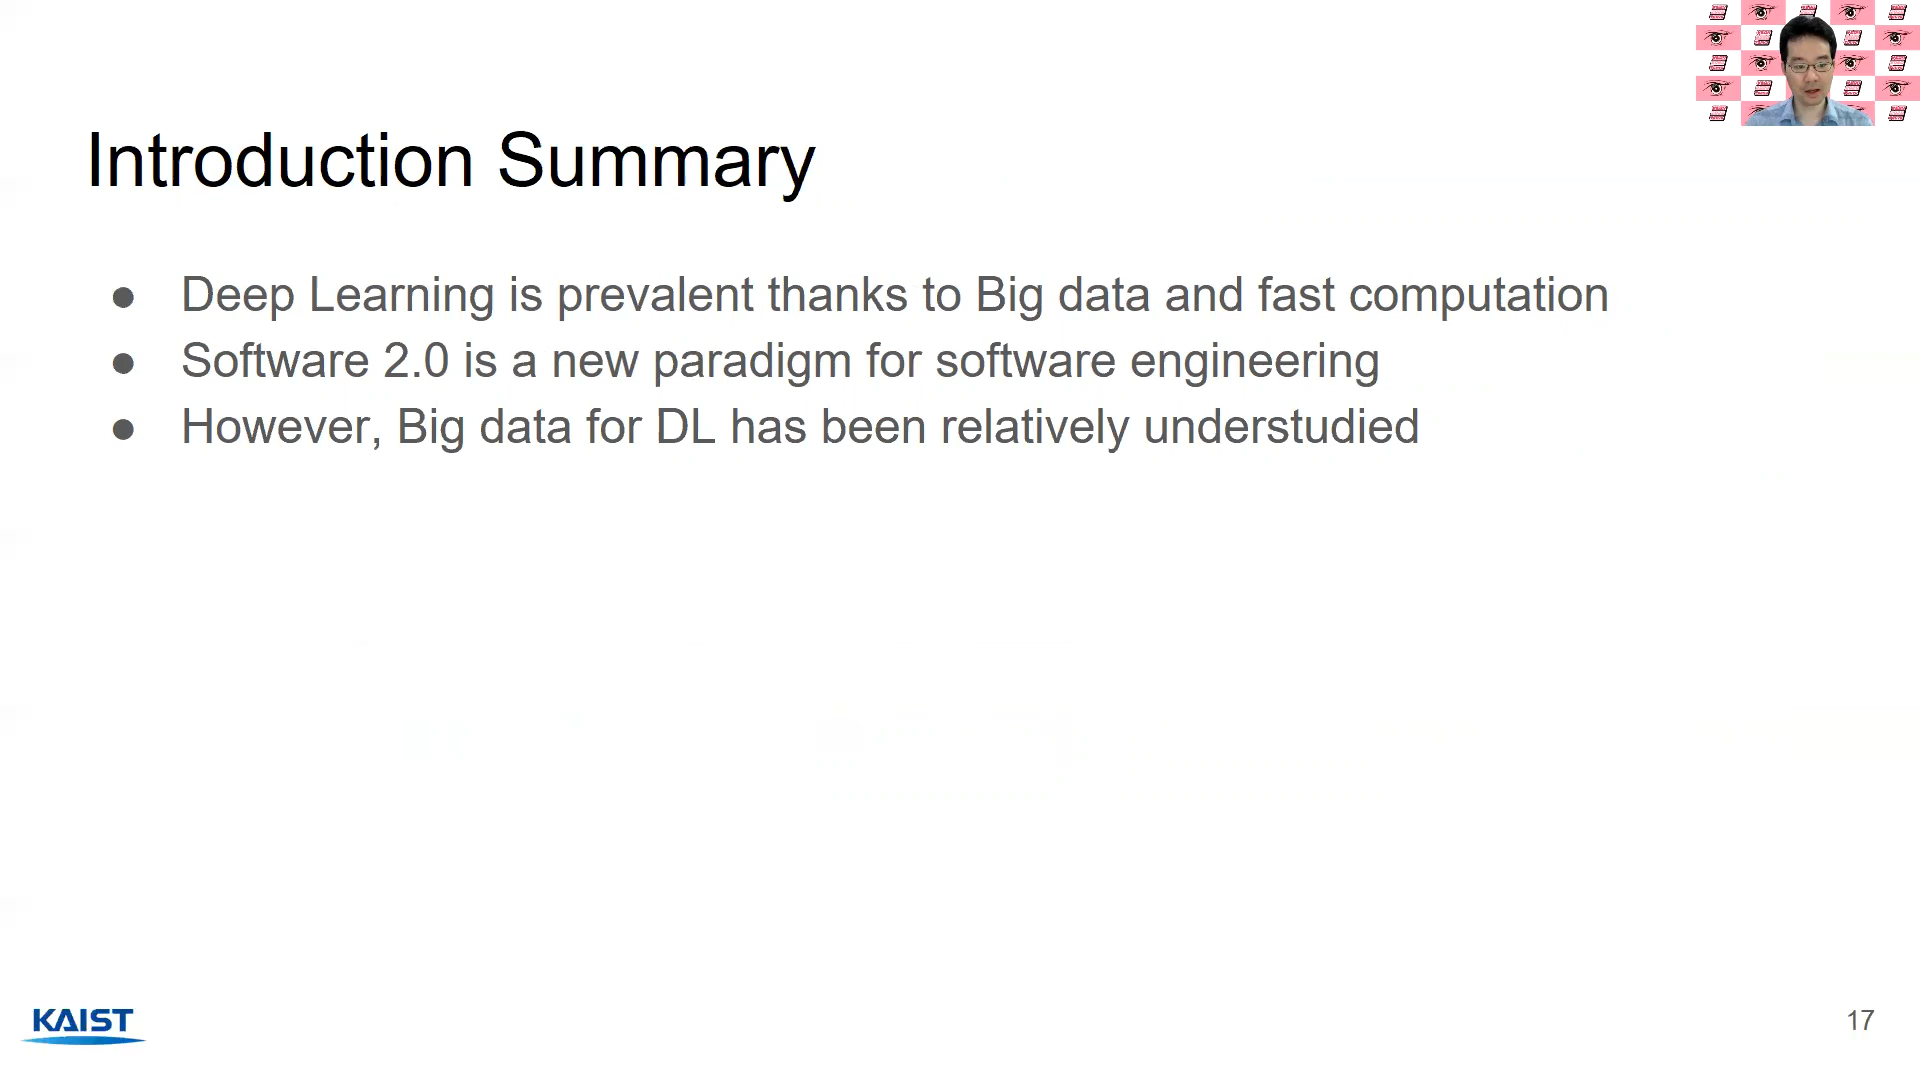 Introduction Summary
● Deep Learning is prevalent thanks to Big data and fast computation
● Software 2.0 is a new paradigm for software engineering
● However, Big data for DL has been relatively understudied
KAIST
17